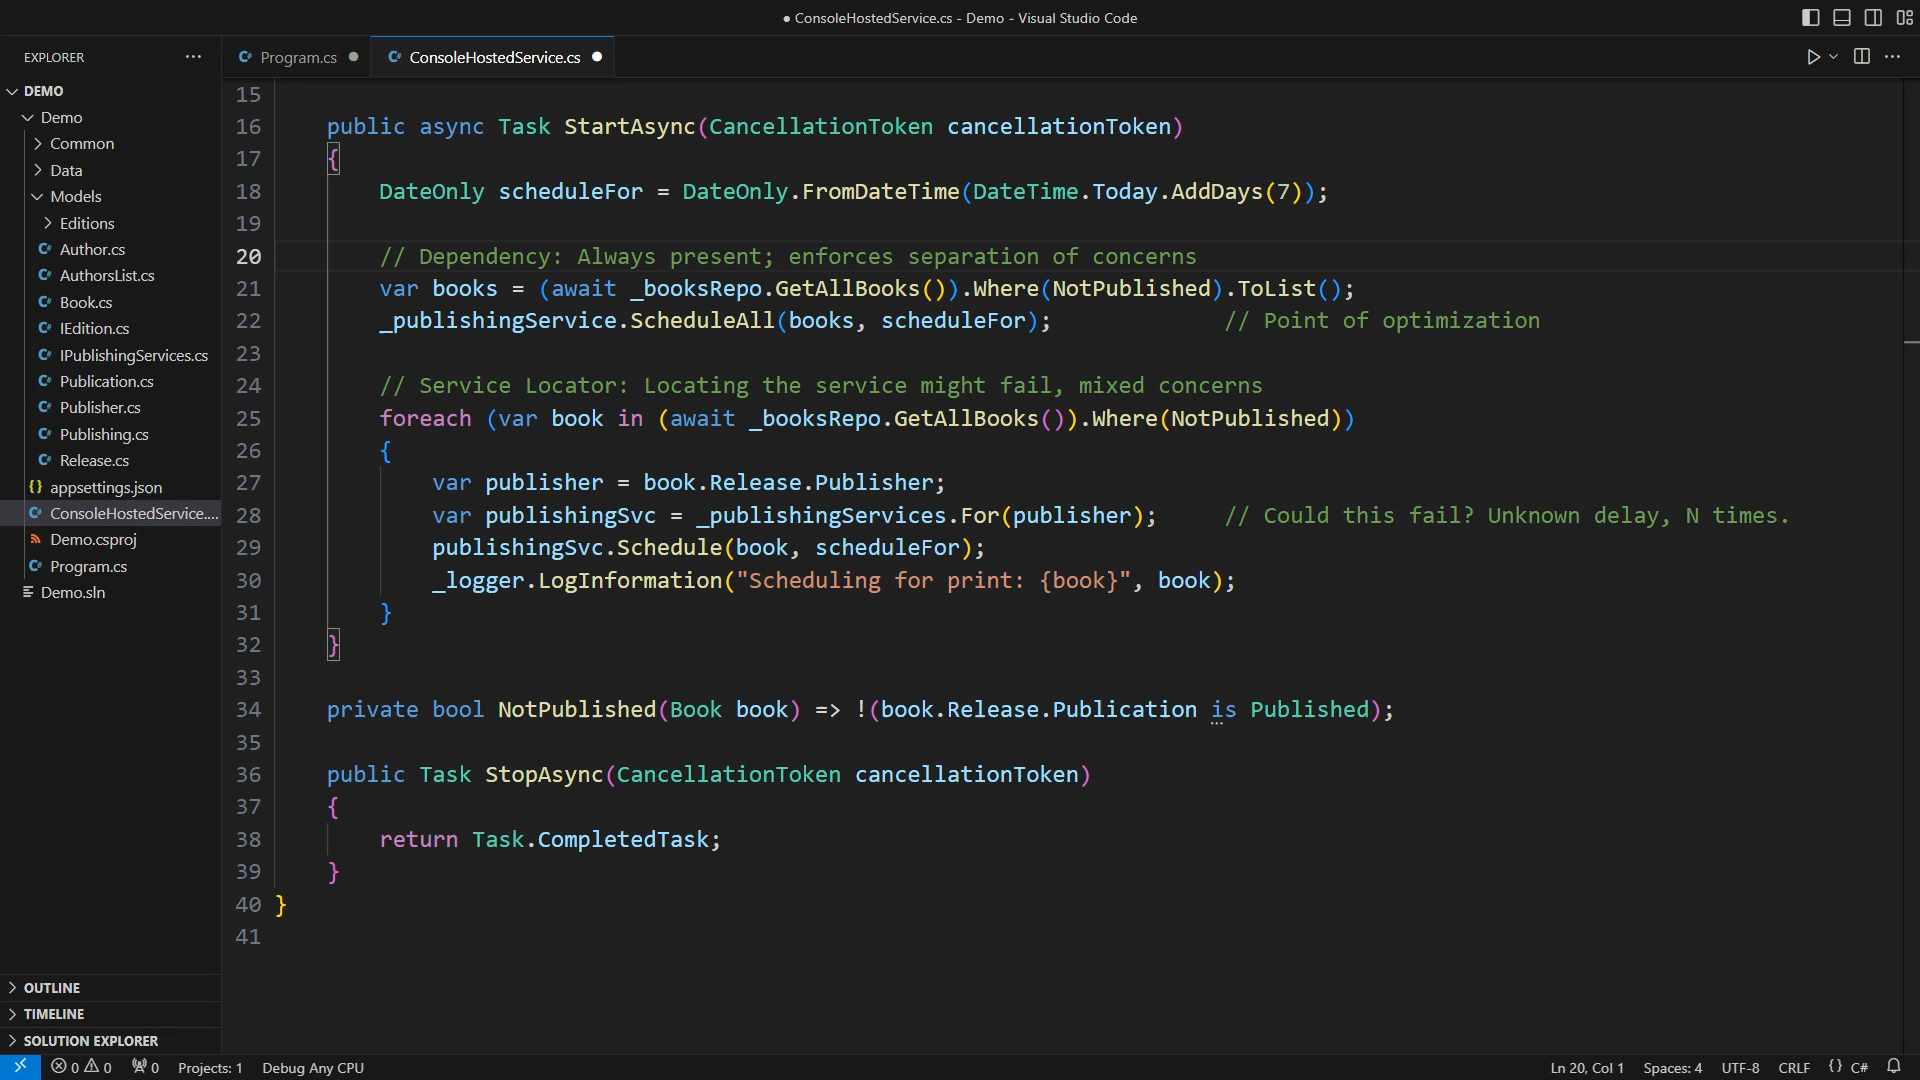 ● ConsoleHostedService.cs - Demo - Visual Studio Code
EXPLORER ···
DEMO
Demo
Common
Data
Models
Editions
C# Author.cs
C# AuthorsList.cs
C# Book.cs
C# IEdition.cs
C# IPublishingServices.cs
C# Publication.cs
C# Publisher.cs
C# Publishing.cs
C# Release.cs
{} appsettings.json
C# ConsoleHostedService....
Demo.csproj
C# Program.cs
Demo.sln
OUTLINE
TIMELINE
SOLUTION EXPLORER
C# Program.cs ● C# ConsoleHostedService.cs ●
15
16 public async Task StartAsync(CancellationToken cancellationToken)
17 {
18 DateOnly scheduleFor = DateOnly.FromDateTime(DateTime.Today.AddDays(7));
19
20 // Dependency: Always present; enforces separation of concerns
21 var books = (await _booksRepo.GetAllBooks()).Where(NotPublished).ToList();
22 _publishingService.ScheduleAll(books, scheduleFor); // Point of optimization
23
24 // Service Locator: Locating the service might fail, mixed concerns
25 foreach (var book in (await _booksRepo.GetAllBooks()).Where(NotPublished))
26 {
27 var publisher = book.Release.Publisher;
28 var publishingSvc = _publishingServices.For(publisher); // Could this fail? Unknown delay, N times.
29 publishingSvc.Schedule(book, scheduleFor);
30 _logger.LogInformation("Scheduling for print: {book}", book);
31 }
32 }
33
34 private bool NotPublished(Book book) => !(book.Release.Publication is Published);
35
36 public Task StopAsync(CancellationToken cancellationToken)
37 {
38 return Task.CompletedTask;
39 }
40 }
41
0 0 0 Projects: 1 Debug Any CPU Ln 20, Col 1 Spaces: 4 UTF-8 CRLF {} C#